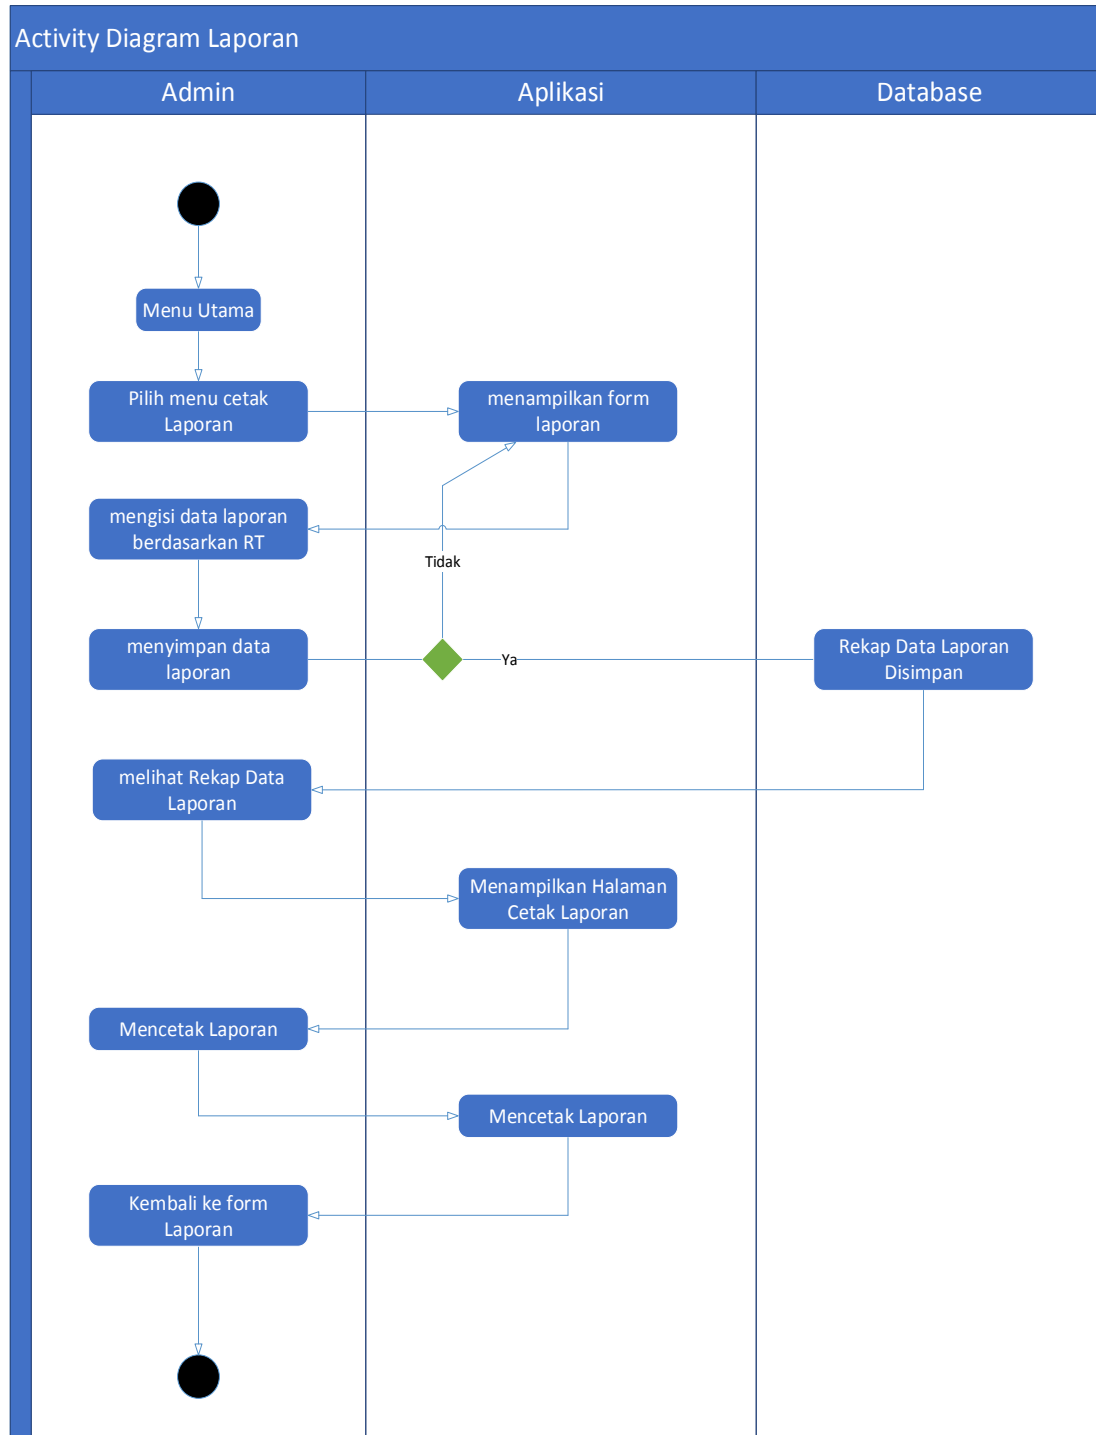 Activity Diagram Laporan
Admin
Aplikasi
Database
Menu Utama
Pilih menu cetak
Laporan
menampilkan form
laporan
mengisi data laporan
berdasarkan RT
Tidak
menyimpan data
laporan
Ya
Rekap Data Laporan
Disimpan
melihat Rekap Data
Laporan
Menampilkan Halaman
Cetak Laporan
Mencetak Laporan
Mencetak Laporan
Kembali ke form
Laporan